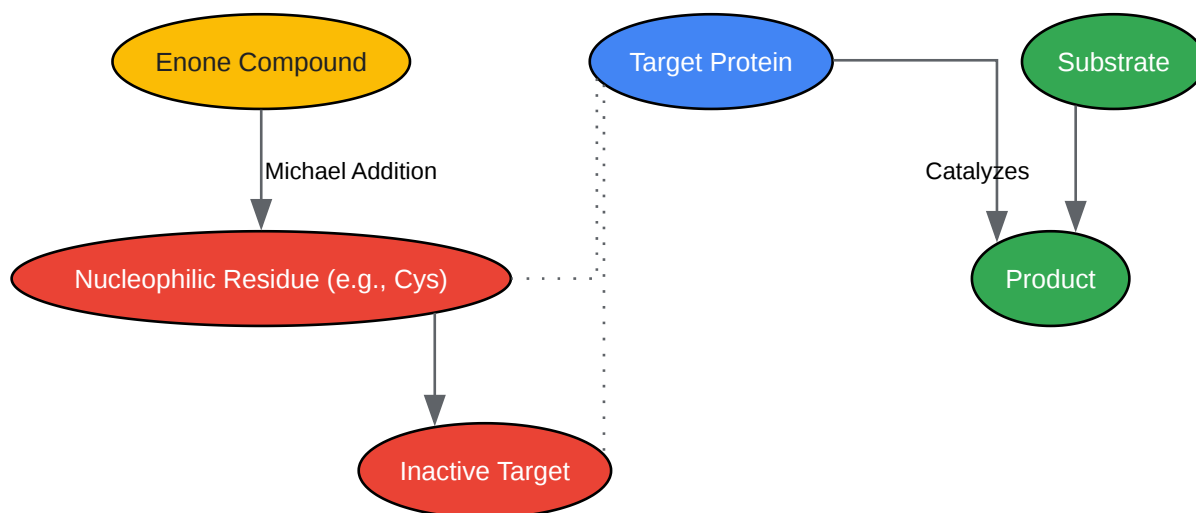 Enone Compound
Target Protein
Substrate
Michael Addition
Catalyzes
Nucleophilic Residue (e.g., Cys)
Product
Inactive Target